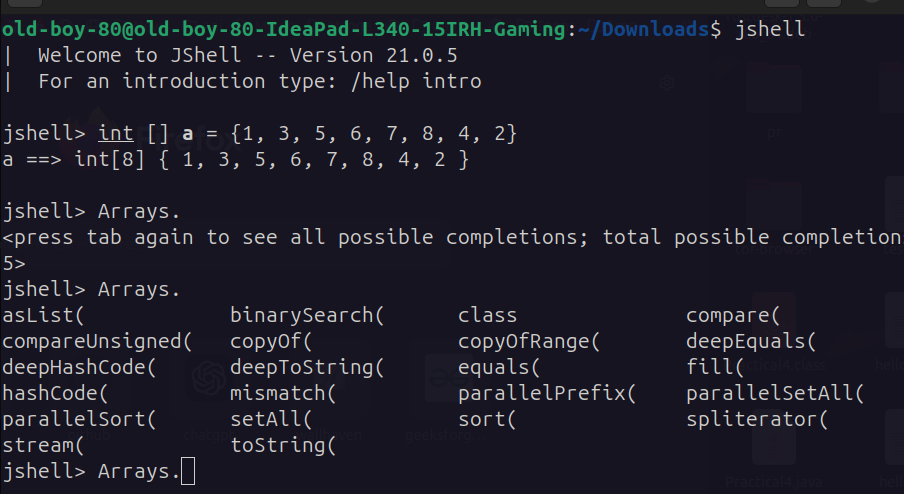 old-boy-80@old-boy-80-IdeaPad-L340-15IRH-Gaming:~/Downloads$ jshell
|  Welcome to JShell -- Version 21.0.5
|  For an introduction type: /help intro
jshell> int [] a = {1, 3, 5, 6, 7, 8, 4, 2}
a ==> int[8] { 1, 3, 5, 6, 7, 8, 4, 2 }
jshell> Arrays.
<press tab again to see all possible completions; total possible completion
5>
jshell> Arrays.
asList( binarySearch( class compare(
compareUnsigned( copyOf( copyOfRange( deepEquals(
deepHashCode( deepToString( equals( fill(
hashCode( mismatch( parallelPrefix( parallelSetAll(
parallelSort( setAll( sort( spliterator(
stream( toString(
jshell> Arrays.